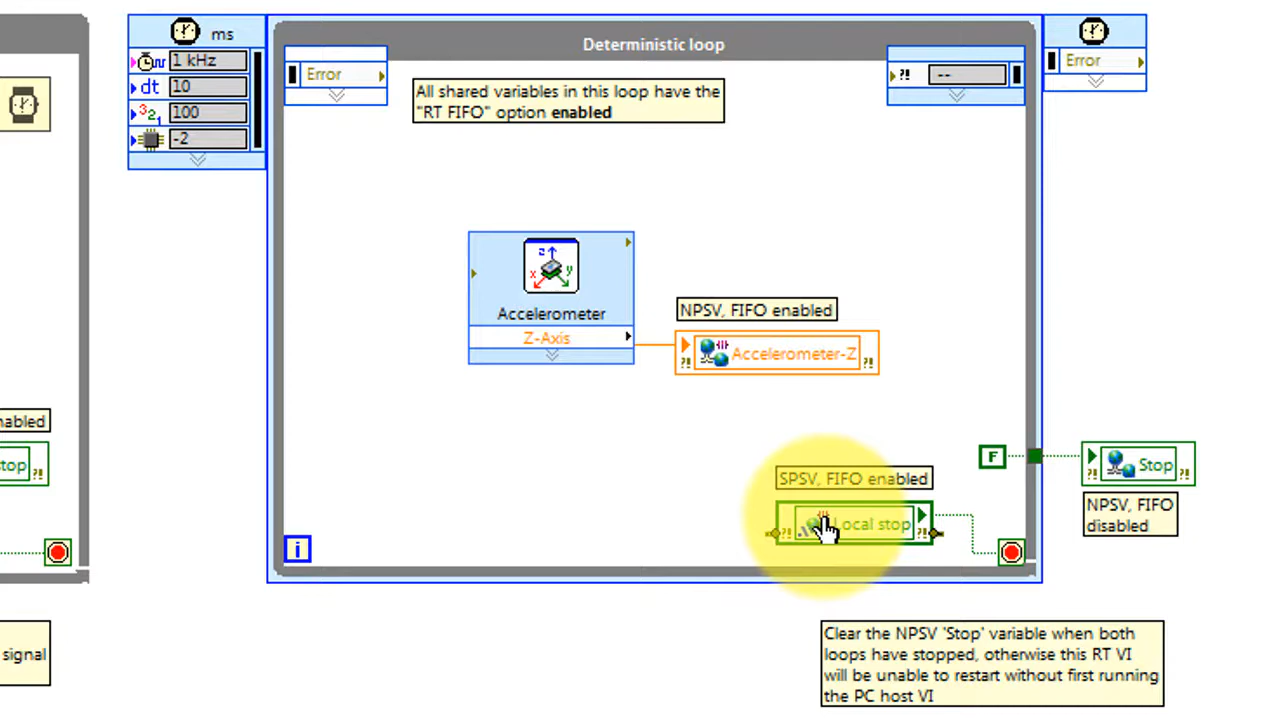 ms
1 kHz
dt 10
321 100
-2
Deterministic loop
Error
--
Error
All shared variables in this loop have the
"RT FIFO" option enabled
z
x
y
Accelerometer
Z-Axis
NPSV, FIFO enabled
Accelerometer-Z
?!
nabled
top
?!
SPSV, FIFO enabled
Local stop
F
Stop
?!
NPSV, FIFO
disabled
i
signal
Clear the NPSV 'Stop' variable when both
loops have stopped, otherwise this RT VI
will be unable to restart without first running
the PC host VI